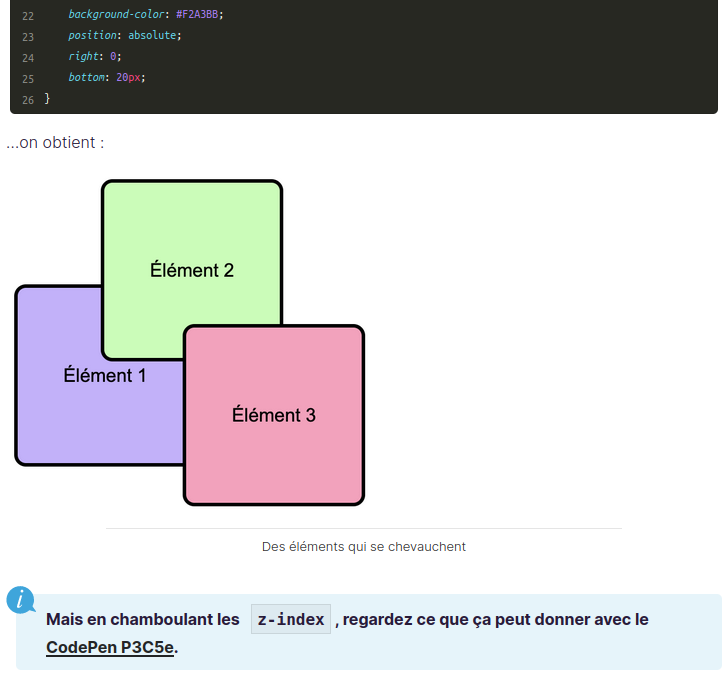 22 background-color: #F2A3BB;
23 position: absolute;
24 right: 0;
25 bottom: 20px;
26 }
...on obtient :
Élément 2
Élément 1
Élément 3
Des éléments qui se chevauchent
i
Mais en chamboulant les z-index , regardez ce que ça peut donner avec le
CodePen P3C5e.